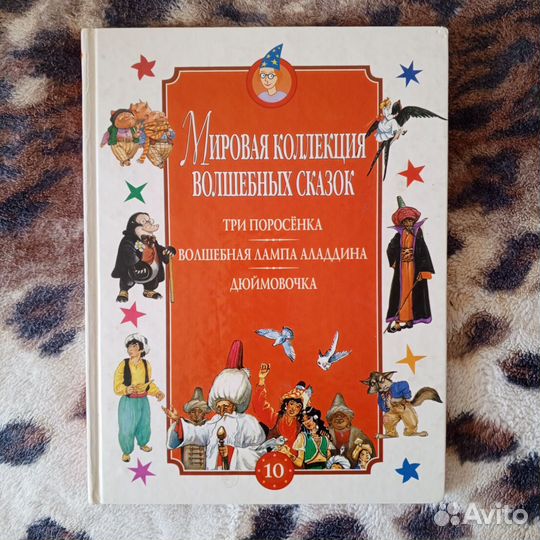 Мировая коллекция
волшебных сказок
ТРИ ПОРОСЁНКА
ВОЛШЕБНАЯ ЛАМПА АЛАДДИНА
ДЮЙМОВОЧКА
10
Avito